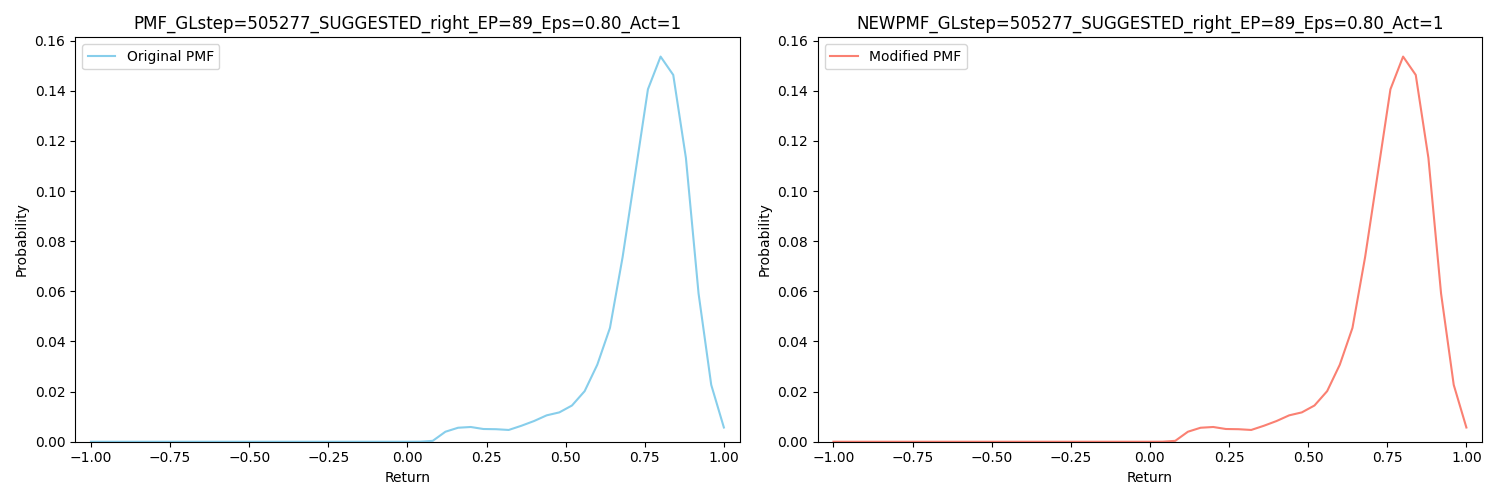 PMF_GLstep=505277_SUGGESTED_right_EP=89_Eps=0.80_Act=1
Original PMF
0.16
0.14
0.12
0.10
0.08
0.06
0.04
0.02
0.00
Probability
−1.00 −0.75 −0.50 −0.25 0.00 0.25 0.50 0.75 1.00
Return
NEWPMF_GLstep=505277_SUGGESTED_right_EP=89_Eps=0.80_Act=1
Modified PMF
0.16
0.14
0.12
0.10
0.08
0.06
0.04
0.02
0.00
Probability
−1.00 −0.75 −0.50 −0.25 0.00 0.25 0.50 0.75 1.00
Return